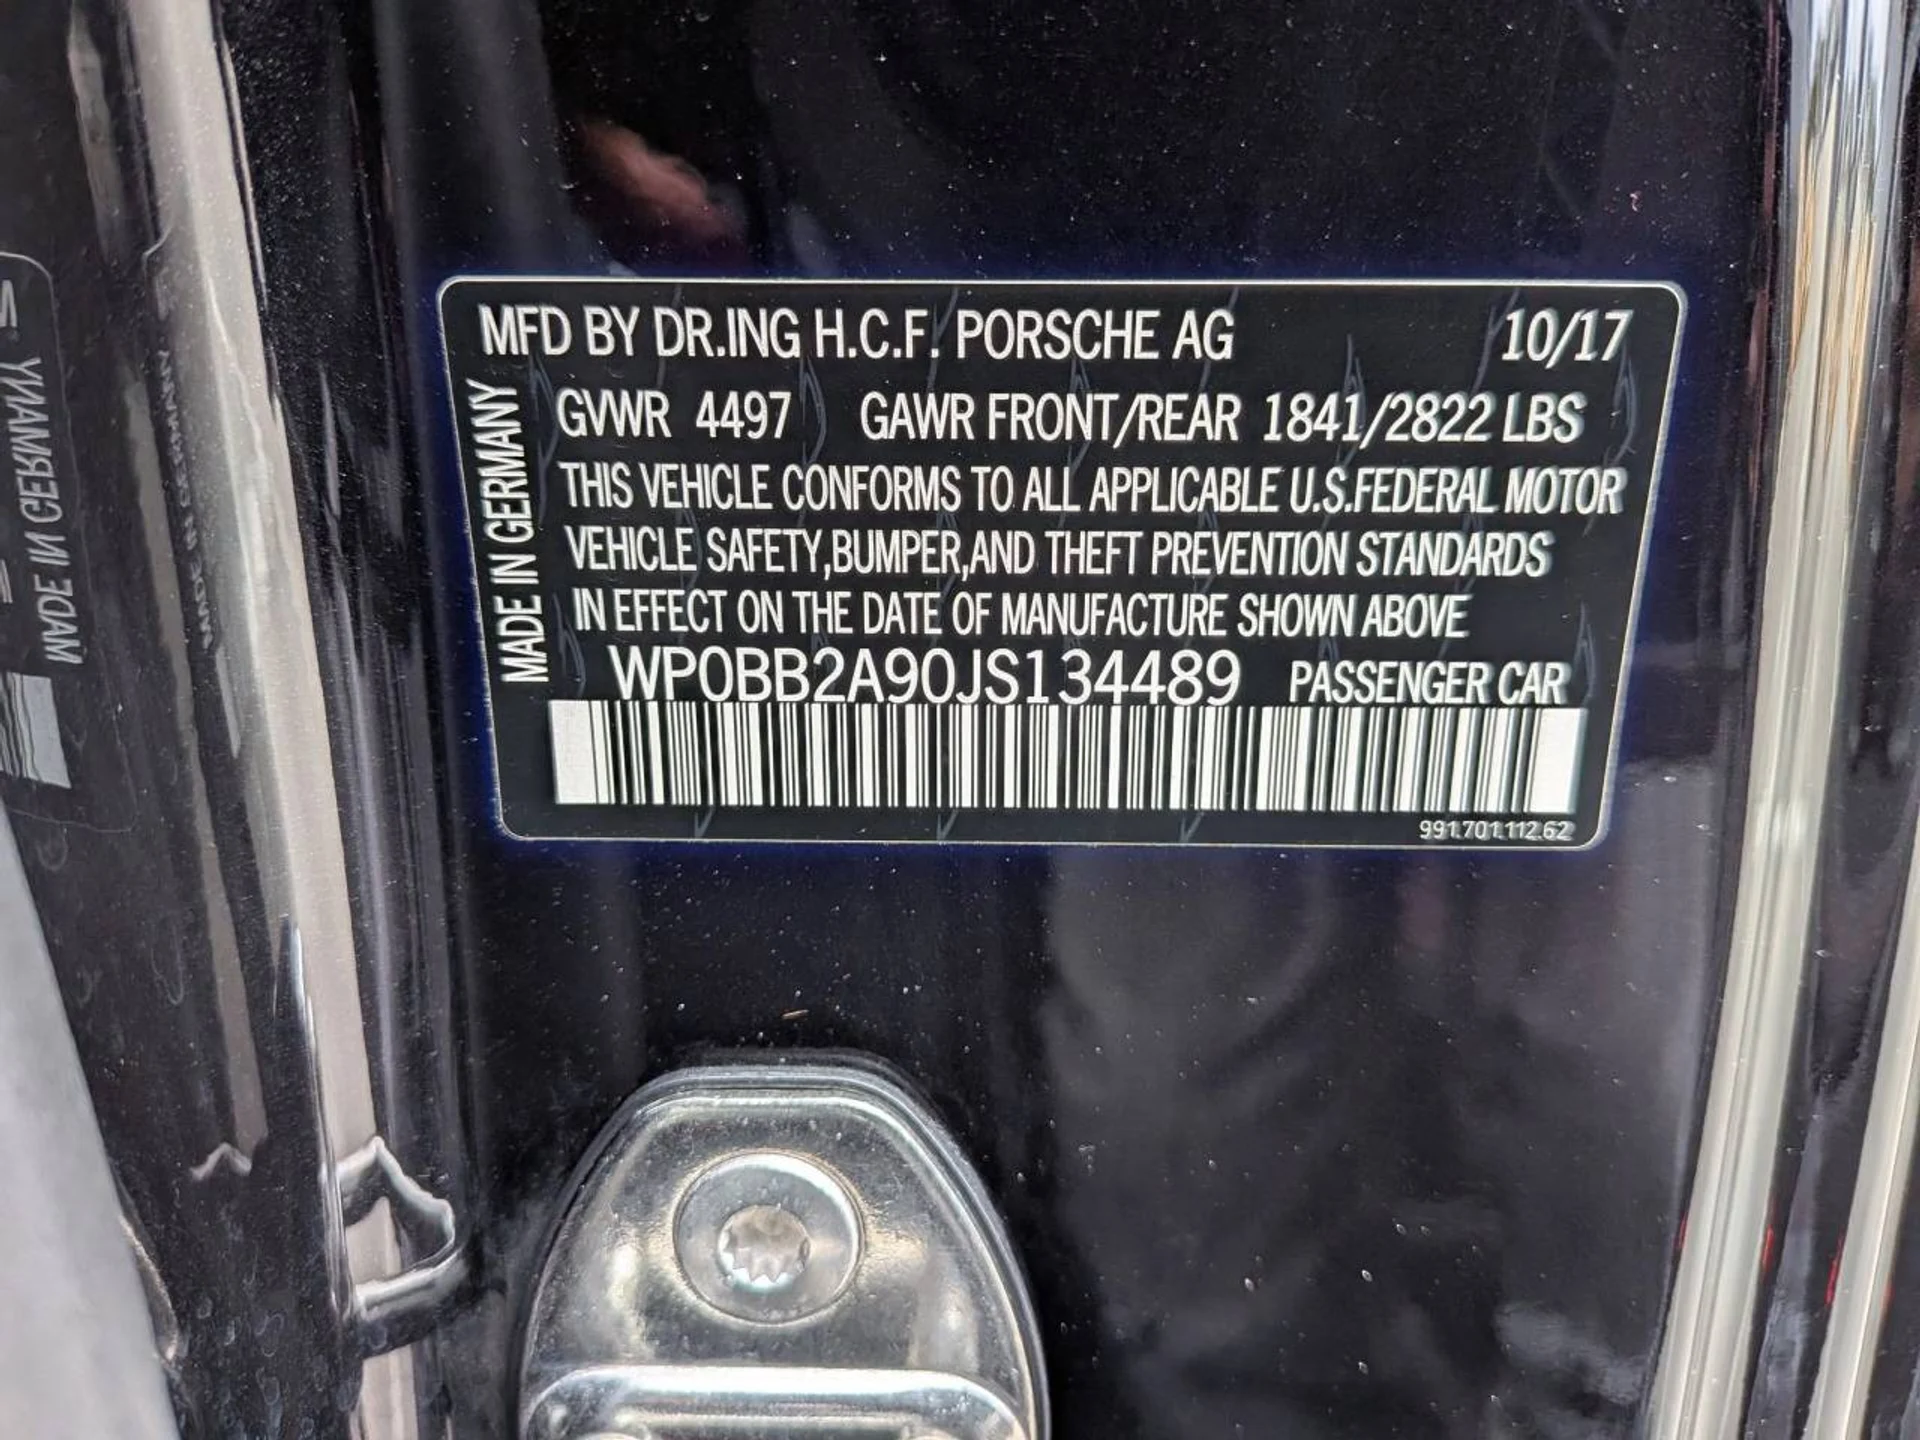 MFD BY DR.ING H.C.F. PORSCHE AG 10/17
GVWR 4497 GAWR FRONT/REAR 1841/2822 LBS
THIS VEHICLE CONFORMS TO ALL APPLICABLE U.S.FEDERAL MOTOR
VEHICLE SAFETY,BUMPER,AND THEFT PREVENTION STANDARDS
IN EFFECT ON THE DATE OF MANUFACTURE SHOWN ABOVE
WP0BB2A90JS134489 PASSENGER CAR
991.701.112.62
MADE IN GERMANY
MADE IN GERMANY